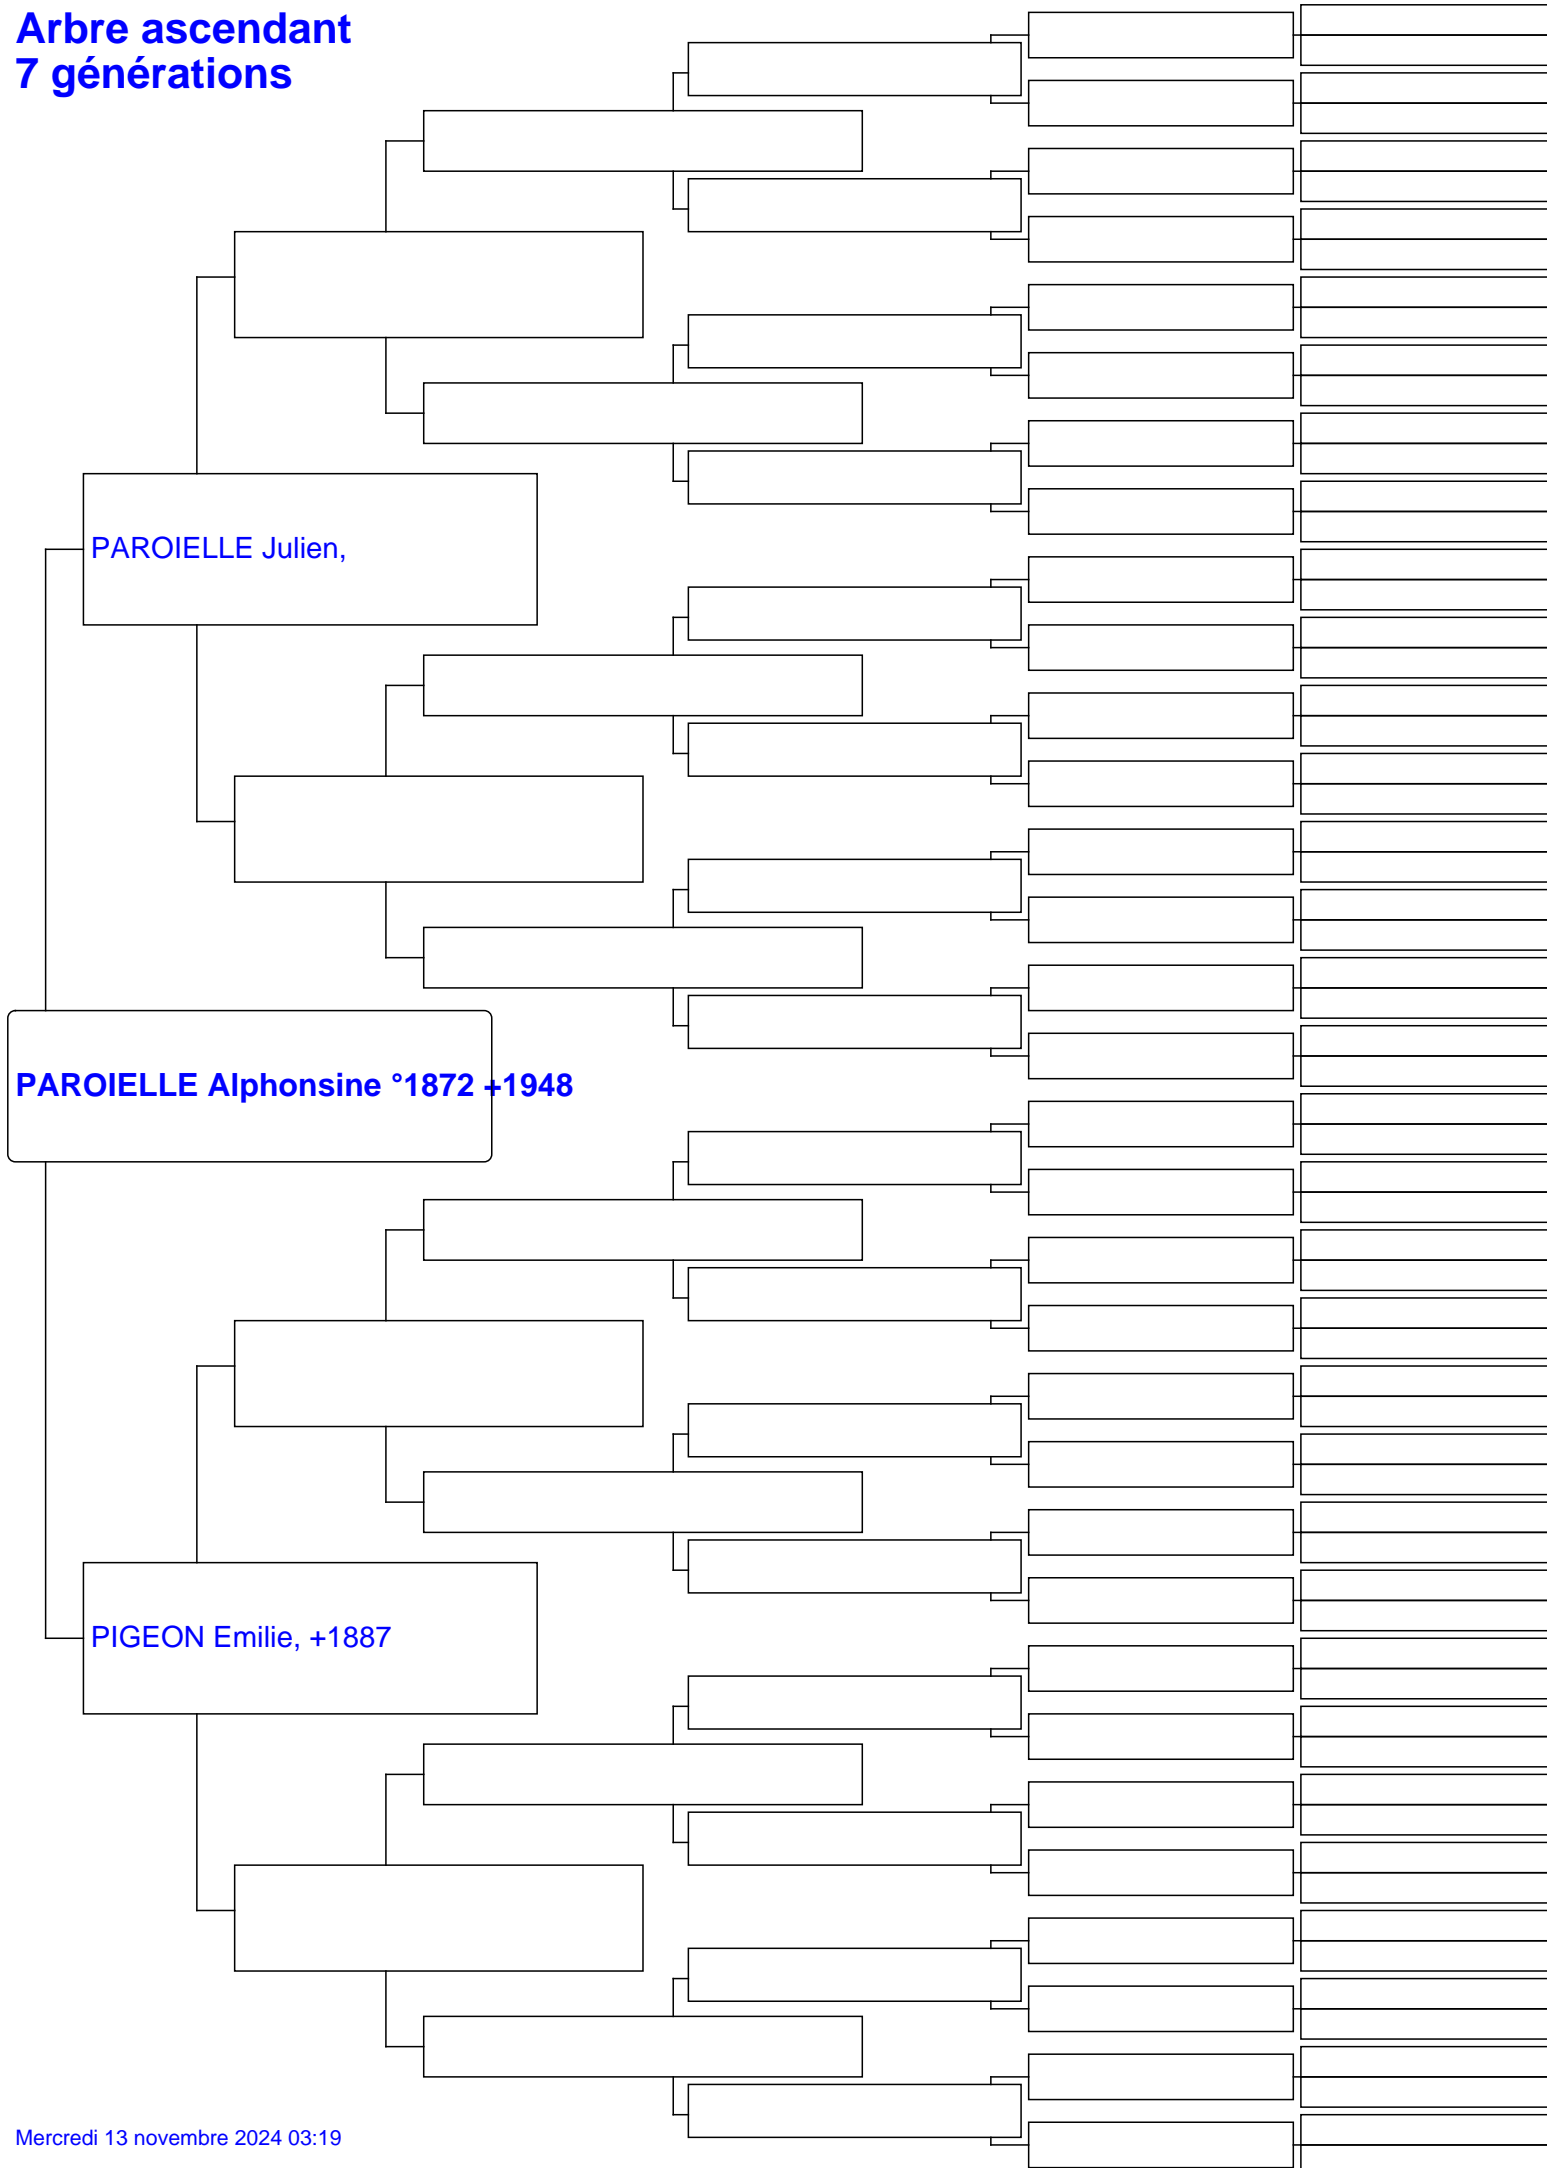 Arbre ascendant
7 générations
PAROIELLE Julien,
PAROIELLE Alphonsine °1872 +1948
PIGEON Emilie, +1887
Mercredi 13 novembre 2024 03:19